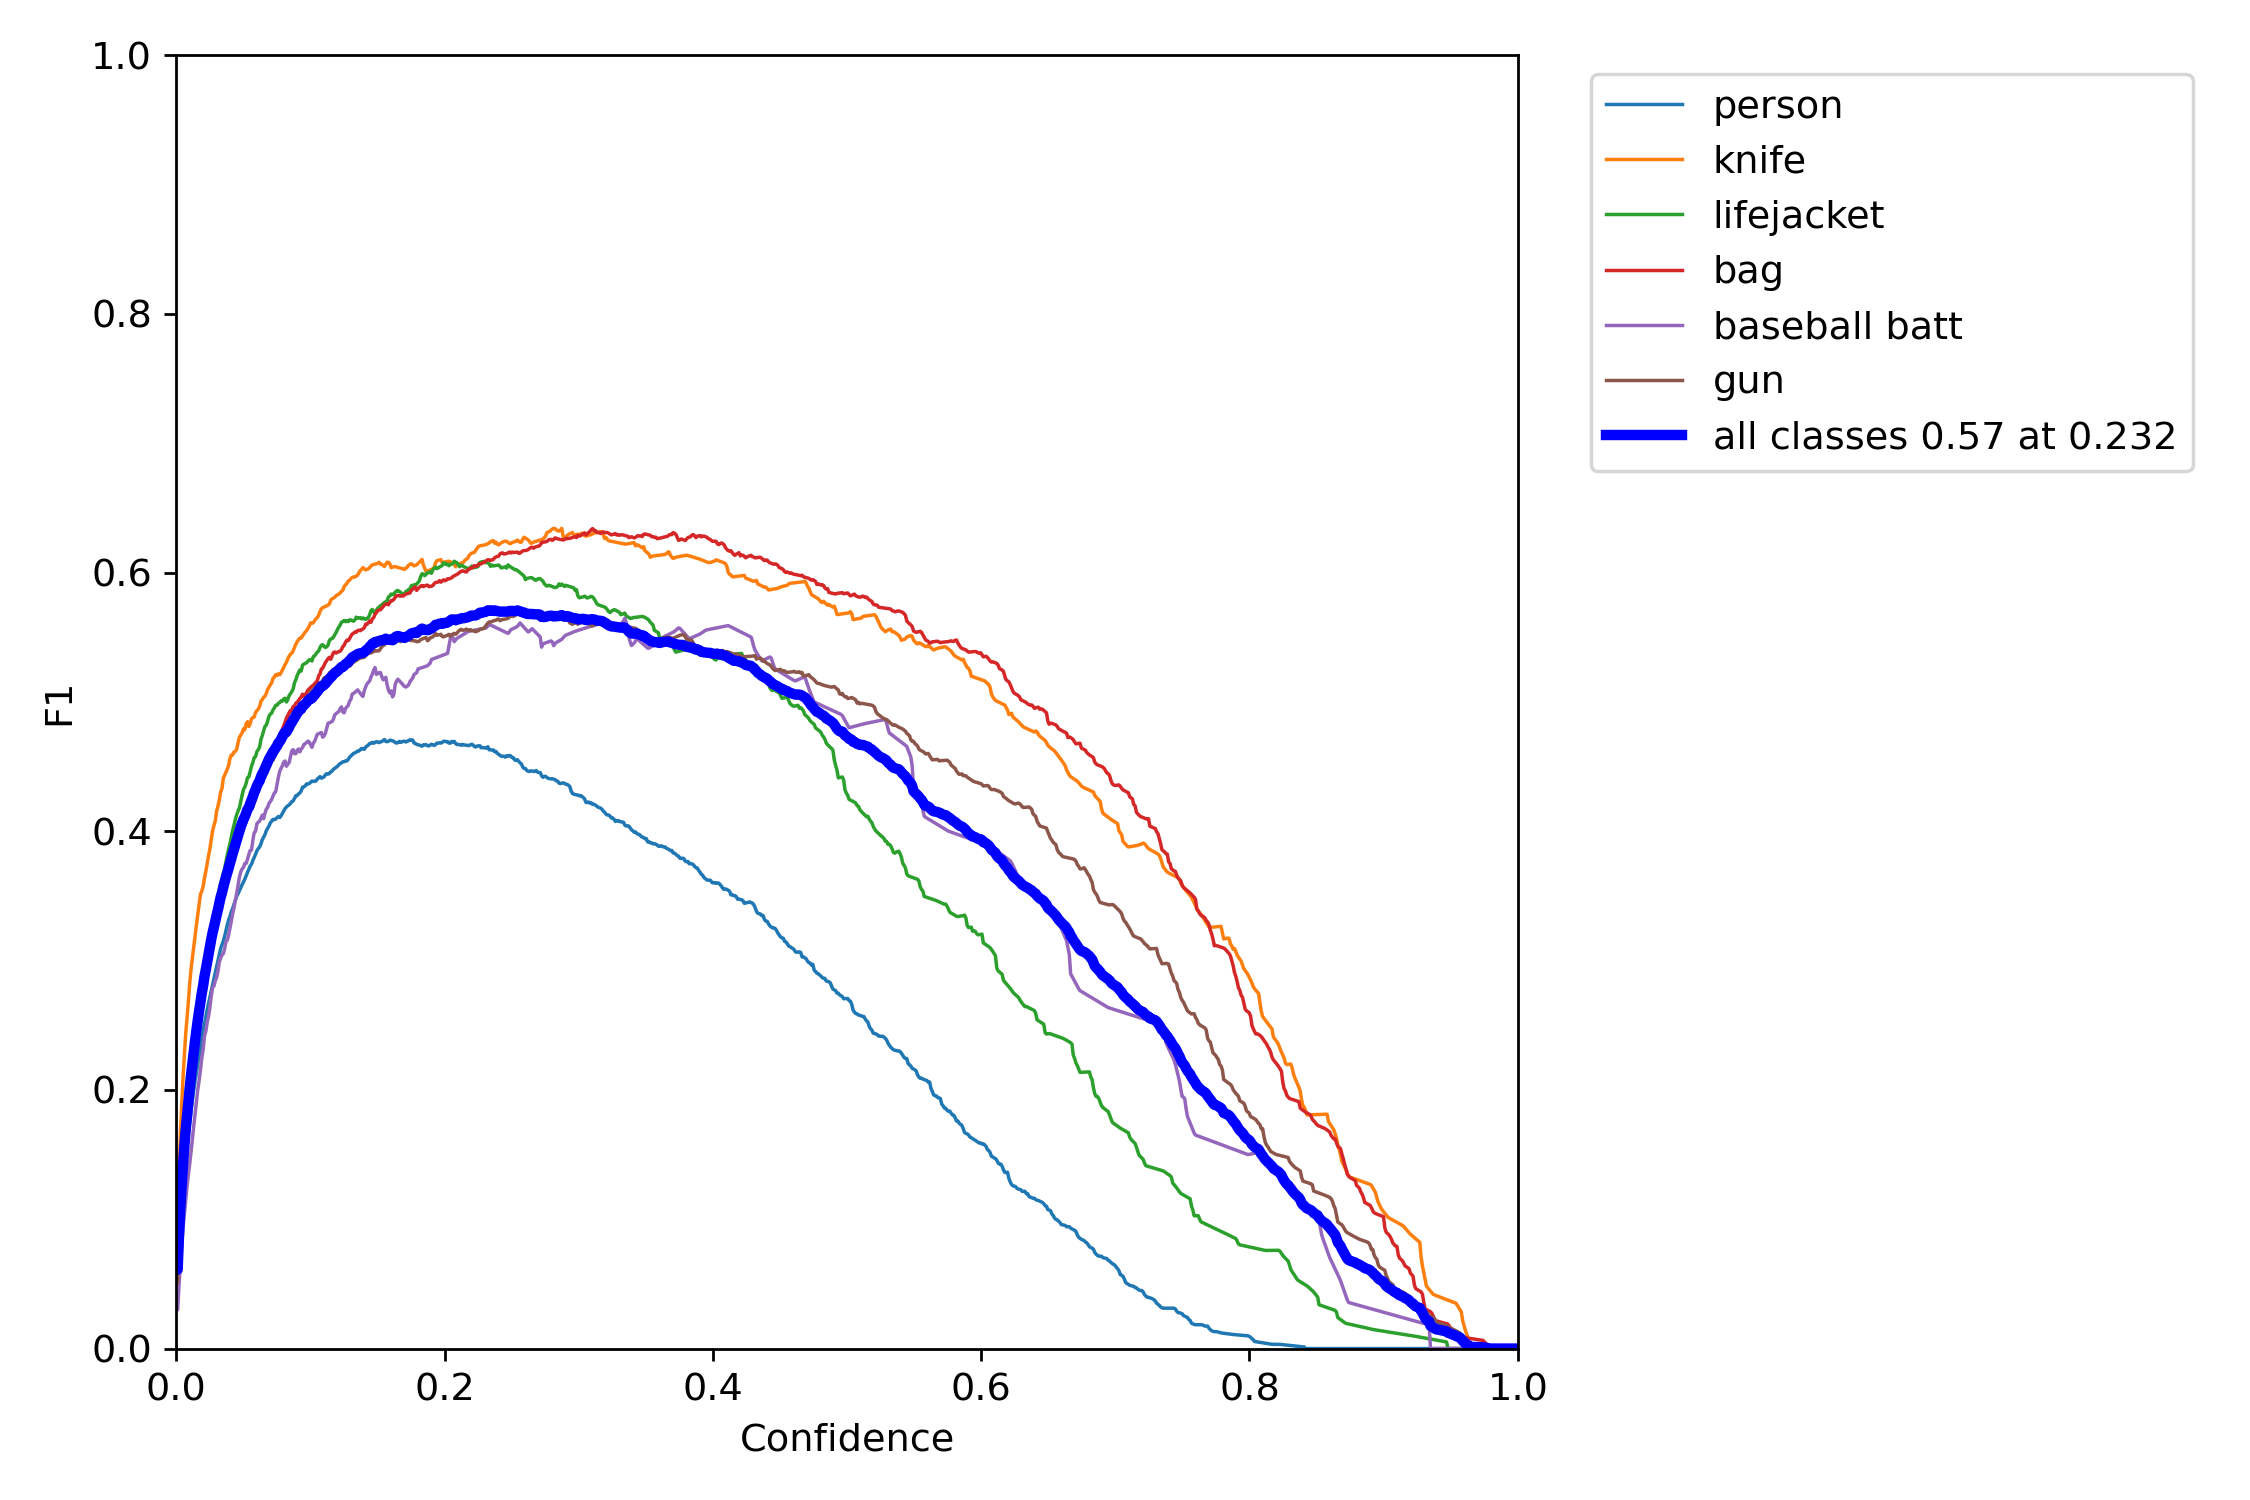 1.0
0.8
0.6
0.4
0.2
0.0
F1
0.0 0.2 0.4 0.6 0.8 1.0
Confidence
person
knife
lifejacket
bag
baseball batt
gun
all classes 0.57 at 0.232